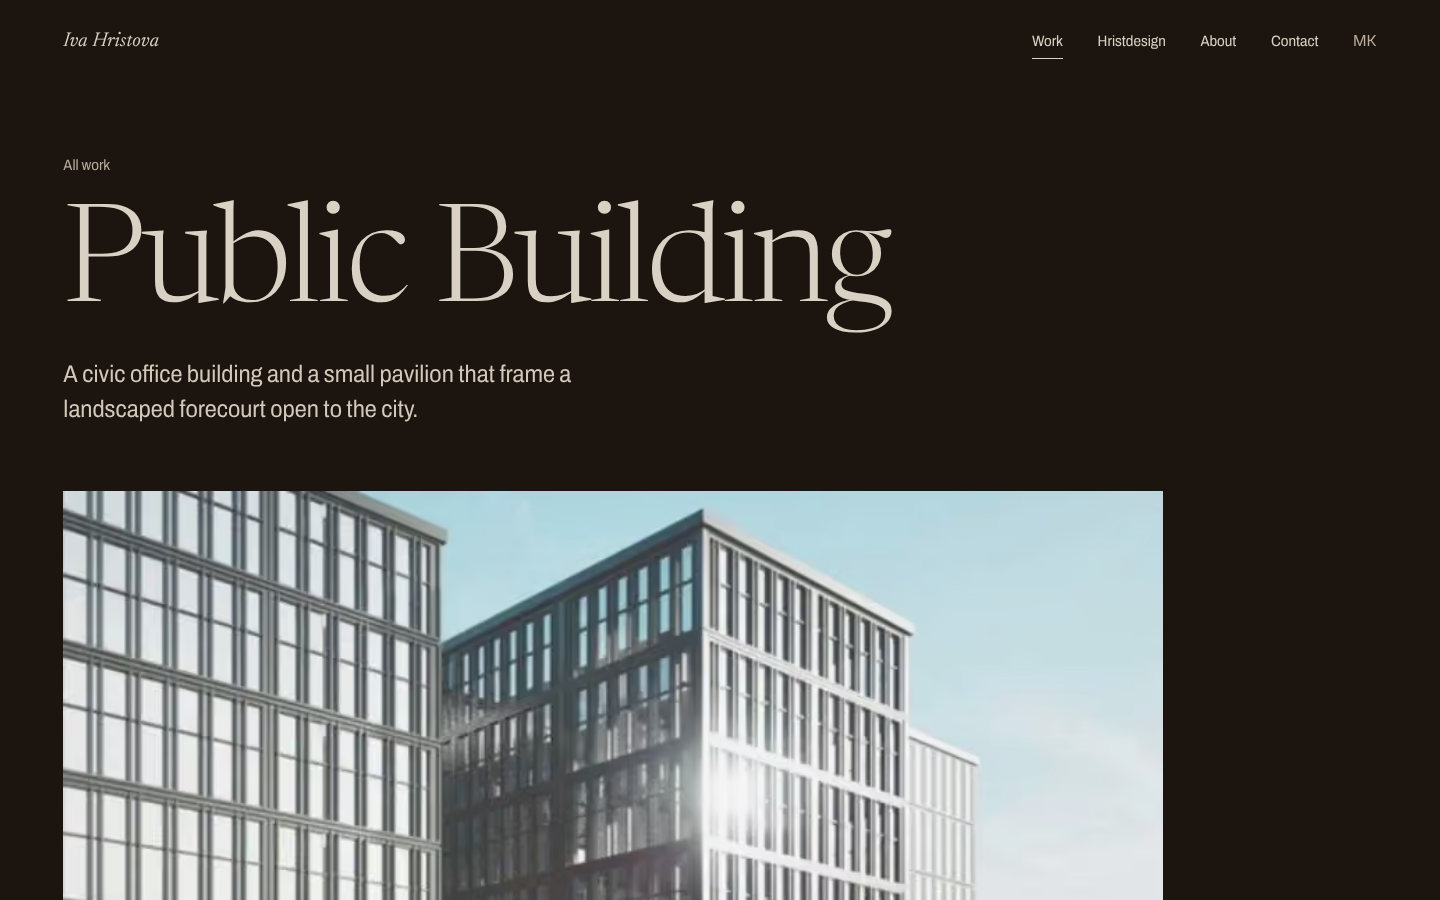 Iva Hristova
Work
Hristdesign
About
Contact
MK
All work
Public Building
A civic office building and a small pavilion that frame a
landscaped forecourt open to the city.